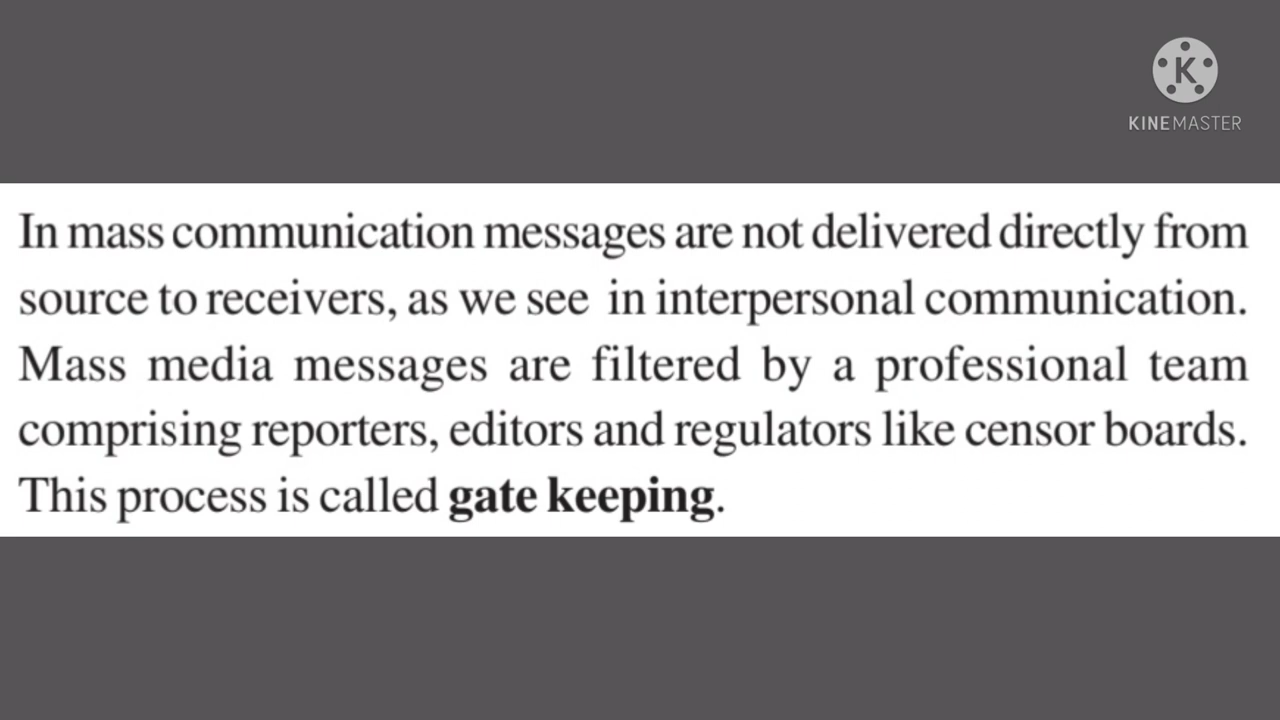 K
KINEMASTER
In mass communication messages are not delivered directly from
source to receivers, as we see in interpersonal communication.
Mass media messages are filtered by a professional team
comprising reporters, editors and regulators like censor boards.
This process is called gate keeping.